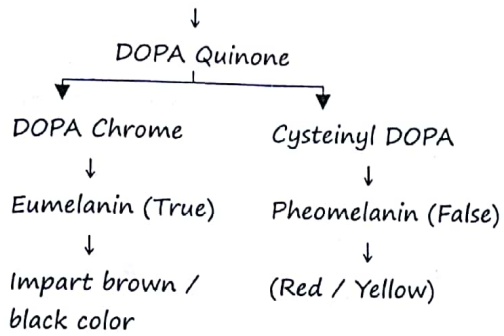 DOPA Quinone
DOPA Chrome
Cysteinyl DOPA
Eumelanin (True)
Pheomelanin (False)
Impart brown /
black color
(Red / Yellow)